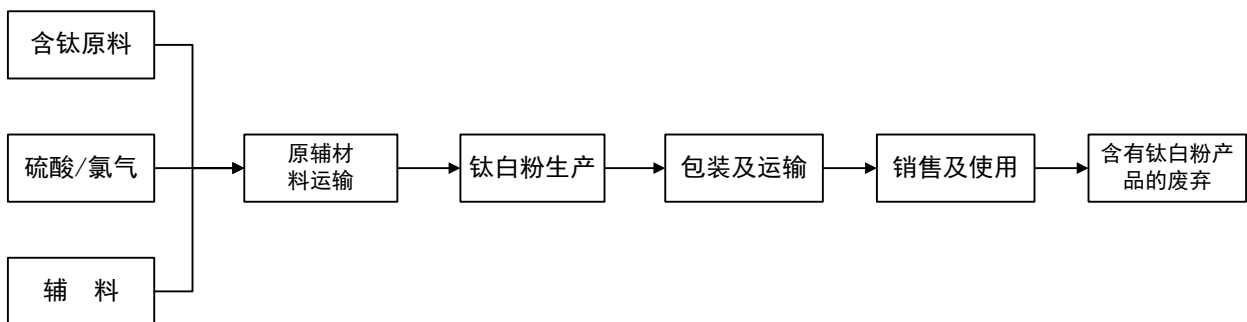 含钛原料
硫酸/氯气
辅 料
原辅材
料运输
钛白粉生产
包装及运输
销售及使用
含有钛白粉产
品的废弃